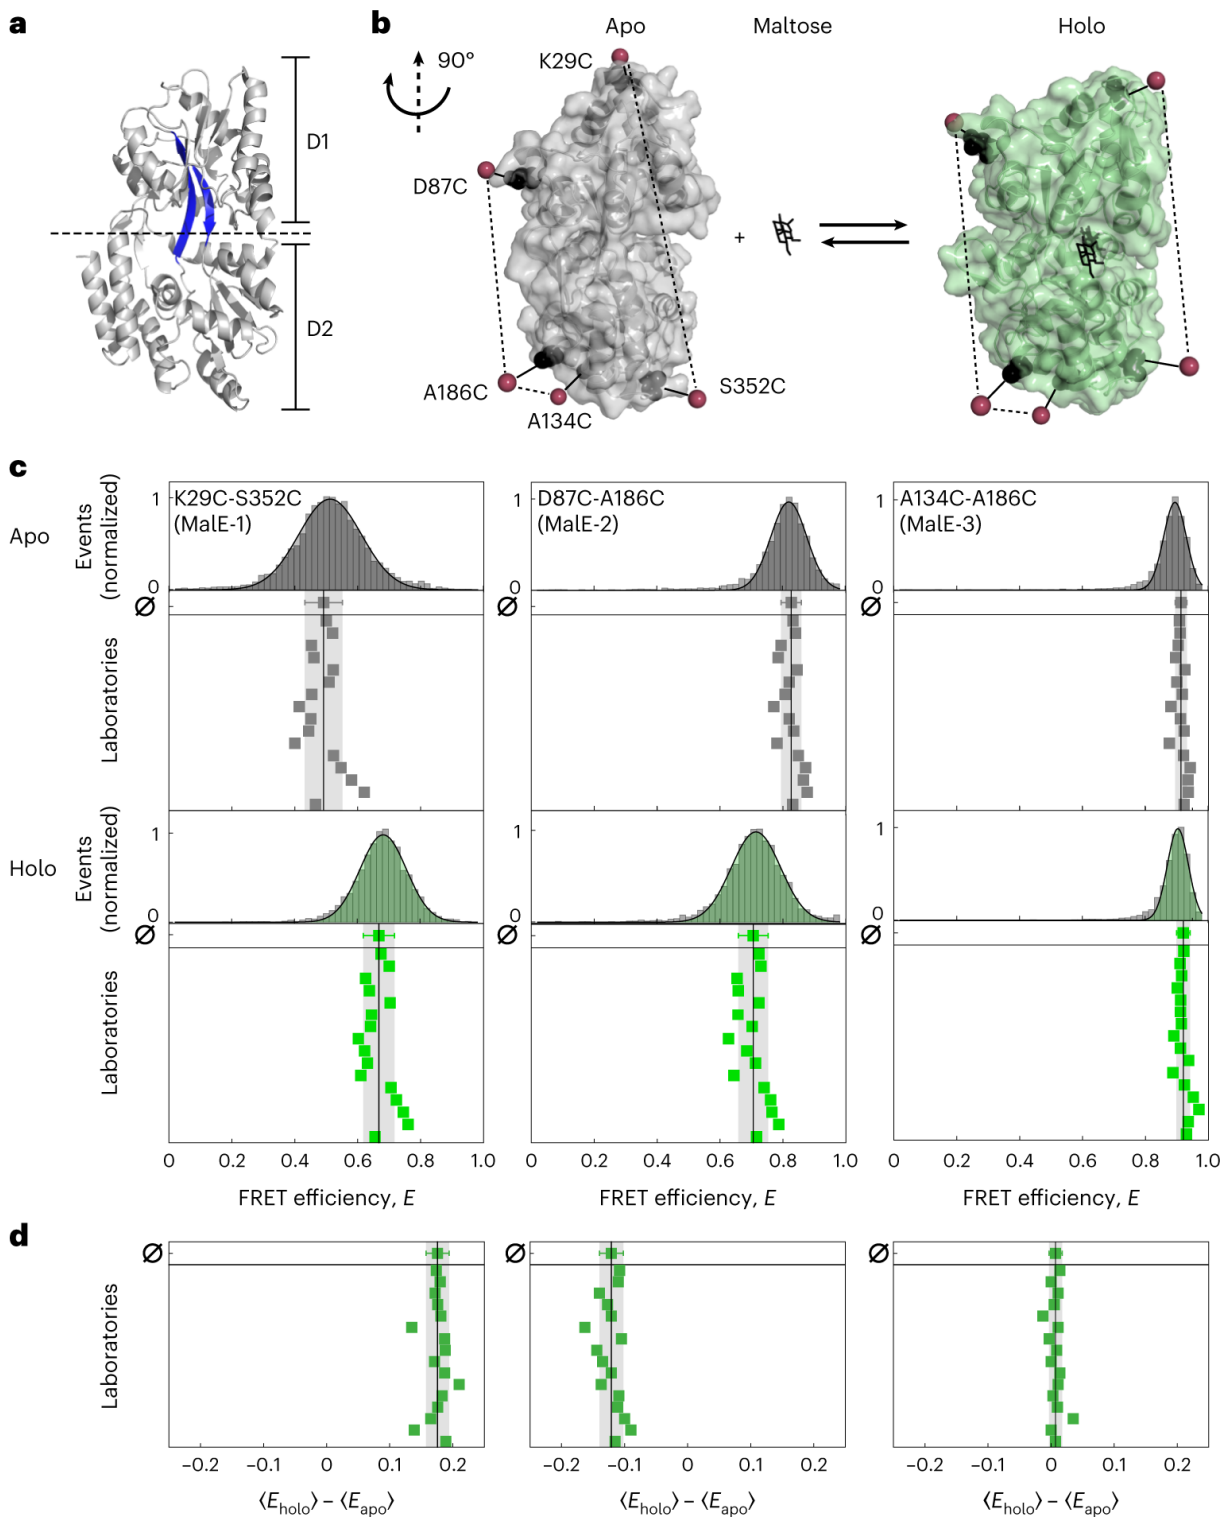 a
D1
D2
b
90°
Apo
Maltose
Holo
K29C
D87C
+
A186C
A134C
S352C
c
Apo
Events
(normalized)
1
0
K29C-S352C
(MalE-1)
1
0
D87C-A186C
(MalE-2)
1
0
A134C-A186C
(MalE-3)
Ø
Ø
Ø
Laboratories
Holo
Events
(normalized)
1
0
1
0
1
0
Ø
Ø
Ø
Laboratories
0 0.2 0.4 0.6 0.8 1.0
0 0.2 0.4 0.6 0.8 1.0
0 0.2 0.4 0.6 0.8 1.0
FRET efficiency, E
FRET efficiency, E
FRET efficiency, E
d
Ø
Ø
Ø
Laboratories
−0.2 −0.1 0 0.1 0.2
−0.2 −0.1 0 0.1 0.2
−0.2 −0.1 0 0.1 0.2
⟨Eholo⟩ – ⟨Eapo⟩
⟨Eholo⟩ – ⟨Eapo⟩
⟨Eholo⟩ – ⟨Eapo⟩